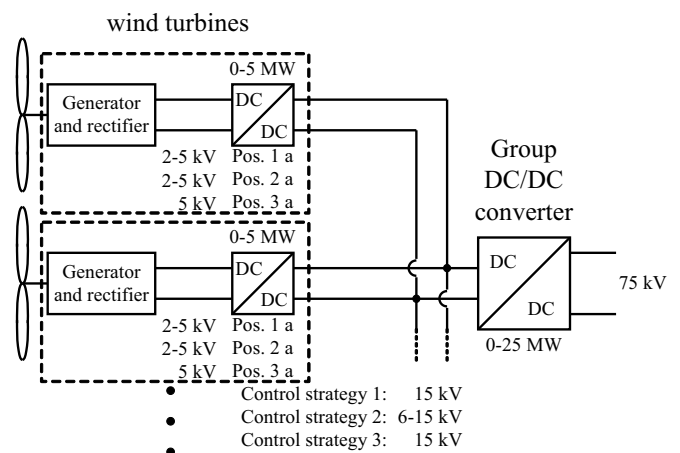 wind turbines
0-5 MW
Generator
and rectifier
DC
DC
2-5 kV Pos. 1 a
2-5 kV Pos. 2 a
5 kV Pos. 3 a
0-5 MW
Generator
and rectifier
DC
DC
2-5 kV Pos. 1 a
2-5 kV Pos. 2 a
5 kV Pos. 3 a
Group
DC/DC
converter
DC
DC
75 kV
0-25 MW
Control strategy 1: 15 kV
Control strategy 2: 6-15 kV
Control strategy 3: 15 kV